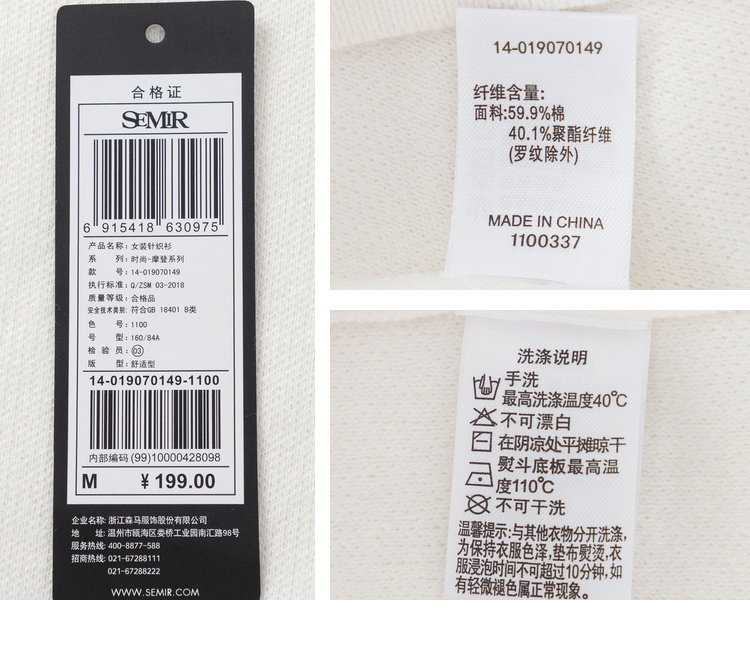 合格证
SEMIR
6 915418 630975
产品名称: 女装针织衫
系 列: 时尚-摩登系列
款 号: 14-019070149
执行标准: Q/ZSM 03-2018
质量等级: 合格品
安全技术类别: 符合GB 18401 B类
色 号: 1100
号 型: 160/84A
检 验 员: 03
版 型: 舒适型
14-019070149-1100
内部编码 (99)10000428098
M ¥199.00
企业名称: 浙江森马服饰股份有限公司
地 址: 温州市瓯海区娄桥工业园南汇路98号
服务热线: 400-8877-588
招商热线: 021-67288111
021-67288222
WWW.SEMIR.COM
14-019070149
纤维含量:
面料:59.9%棉
40.1%聚酯纤维
(罗纹除外)
MADE IN CHINA
1100337
洗涤说明
手洗
最高洗涤温度40℃
不可漂白
在阴凉处平摊晾干
熨斗底板最高温
度110℃
不可干洗
温馨提示:与其他衣物分开洗涤,
为保持衣服色泽,垫布熨烫,衣
服浸泡时间不可超过10分钟,如
有轻微褪色属正常现象。